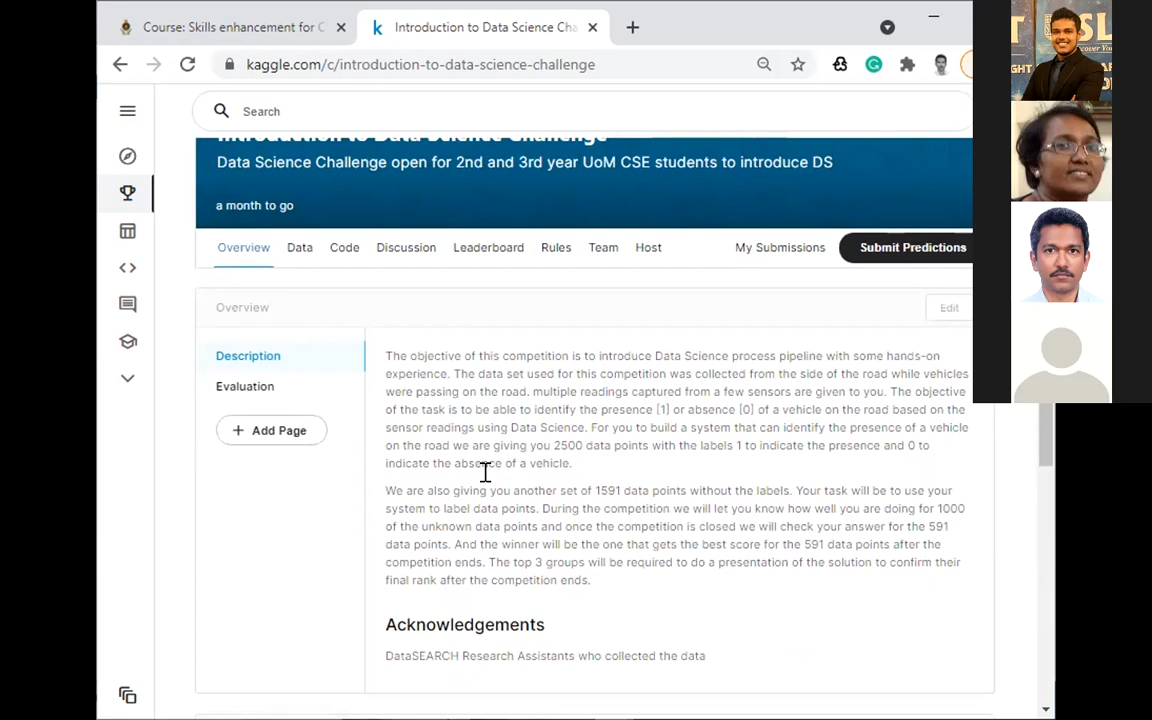 Course: Skills enhancement for C
Introduction to Data Science Cha
kaggle.com/c/introduction-to-data-science-challenge
Search
Introduction to Data Science Challenge
Data Science Challenge open for 2nd and 3rd year UoM CSE students to introduce DS
a month to go
Overview Data Code Discussion Leaderboard Rules Team Host My Submissions Submit Predictions
Overview Edit
Description
Evaluation
+ Add Page
The objective of this competition is to introduce Data Science process pipeline with some hands-on
experience. The data set used for this competition was collected from the side of the road while vehicles
were passing on the road. multiple readings captured from a few sensors are given to you. The objective
of the task is to be able to identify the presence [1] or absence [0] of a vehicle on the road based on the
sensor readings using Data Science. For you to build a system that can identify the presence of a vehicle
on the road we are giving you 2500 data points with the labels 1 to indicate the presence and 0 to
indicate the absence of a vehicle.
We are also giving you another set of 1591 data points without the labels. Your task will be to use your
system to label data points. During the competition we will let you know how well you are doing for 1000
of the unknown data points and once the competition is closed we will check your answer for the 591
data points. And the winner will be the one that gets the best score for the 591 data points after the
competition ends. The top 3 groups will be required to do a presentation of the solution to confirm their
final rank after the competition ends.
Acknowledgements
DataSEARCH Research Assistants who collected the data